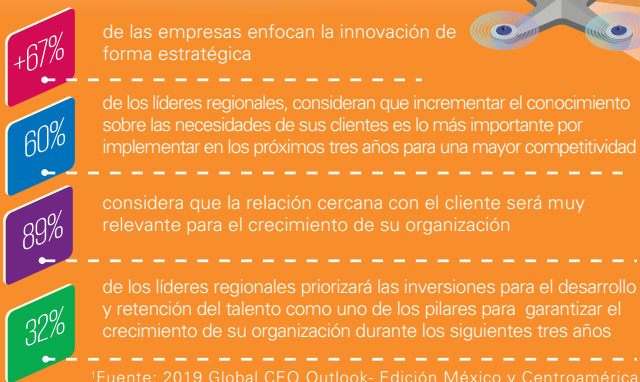 +67%
de las empresas enfocan la innovación de
forma estratégica
60%
de los líderes regionales, consideran que incrementar el conocimiento
sobre las necesidades de sus clientes es lo más importante por
implementar en los próximos tres años para una mayor competitividad
89%
considera que la relación cercana con el cliente será muy
relevante para el crecimiento de su organización
32%
de los líderes regionales priorizará las inversiones para el desarrollo
y retención del talento como uno de los pilares para garantizar el
crecimiento de su organización durante los siguientes tres años
¹Fuente: 2019 Global CEO Outlook- Edición México y Centroamérica